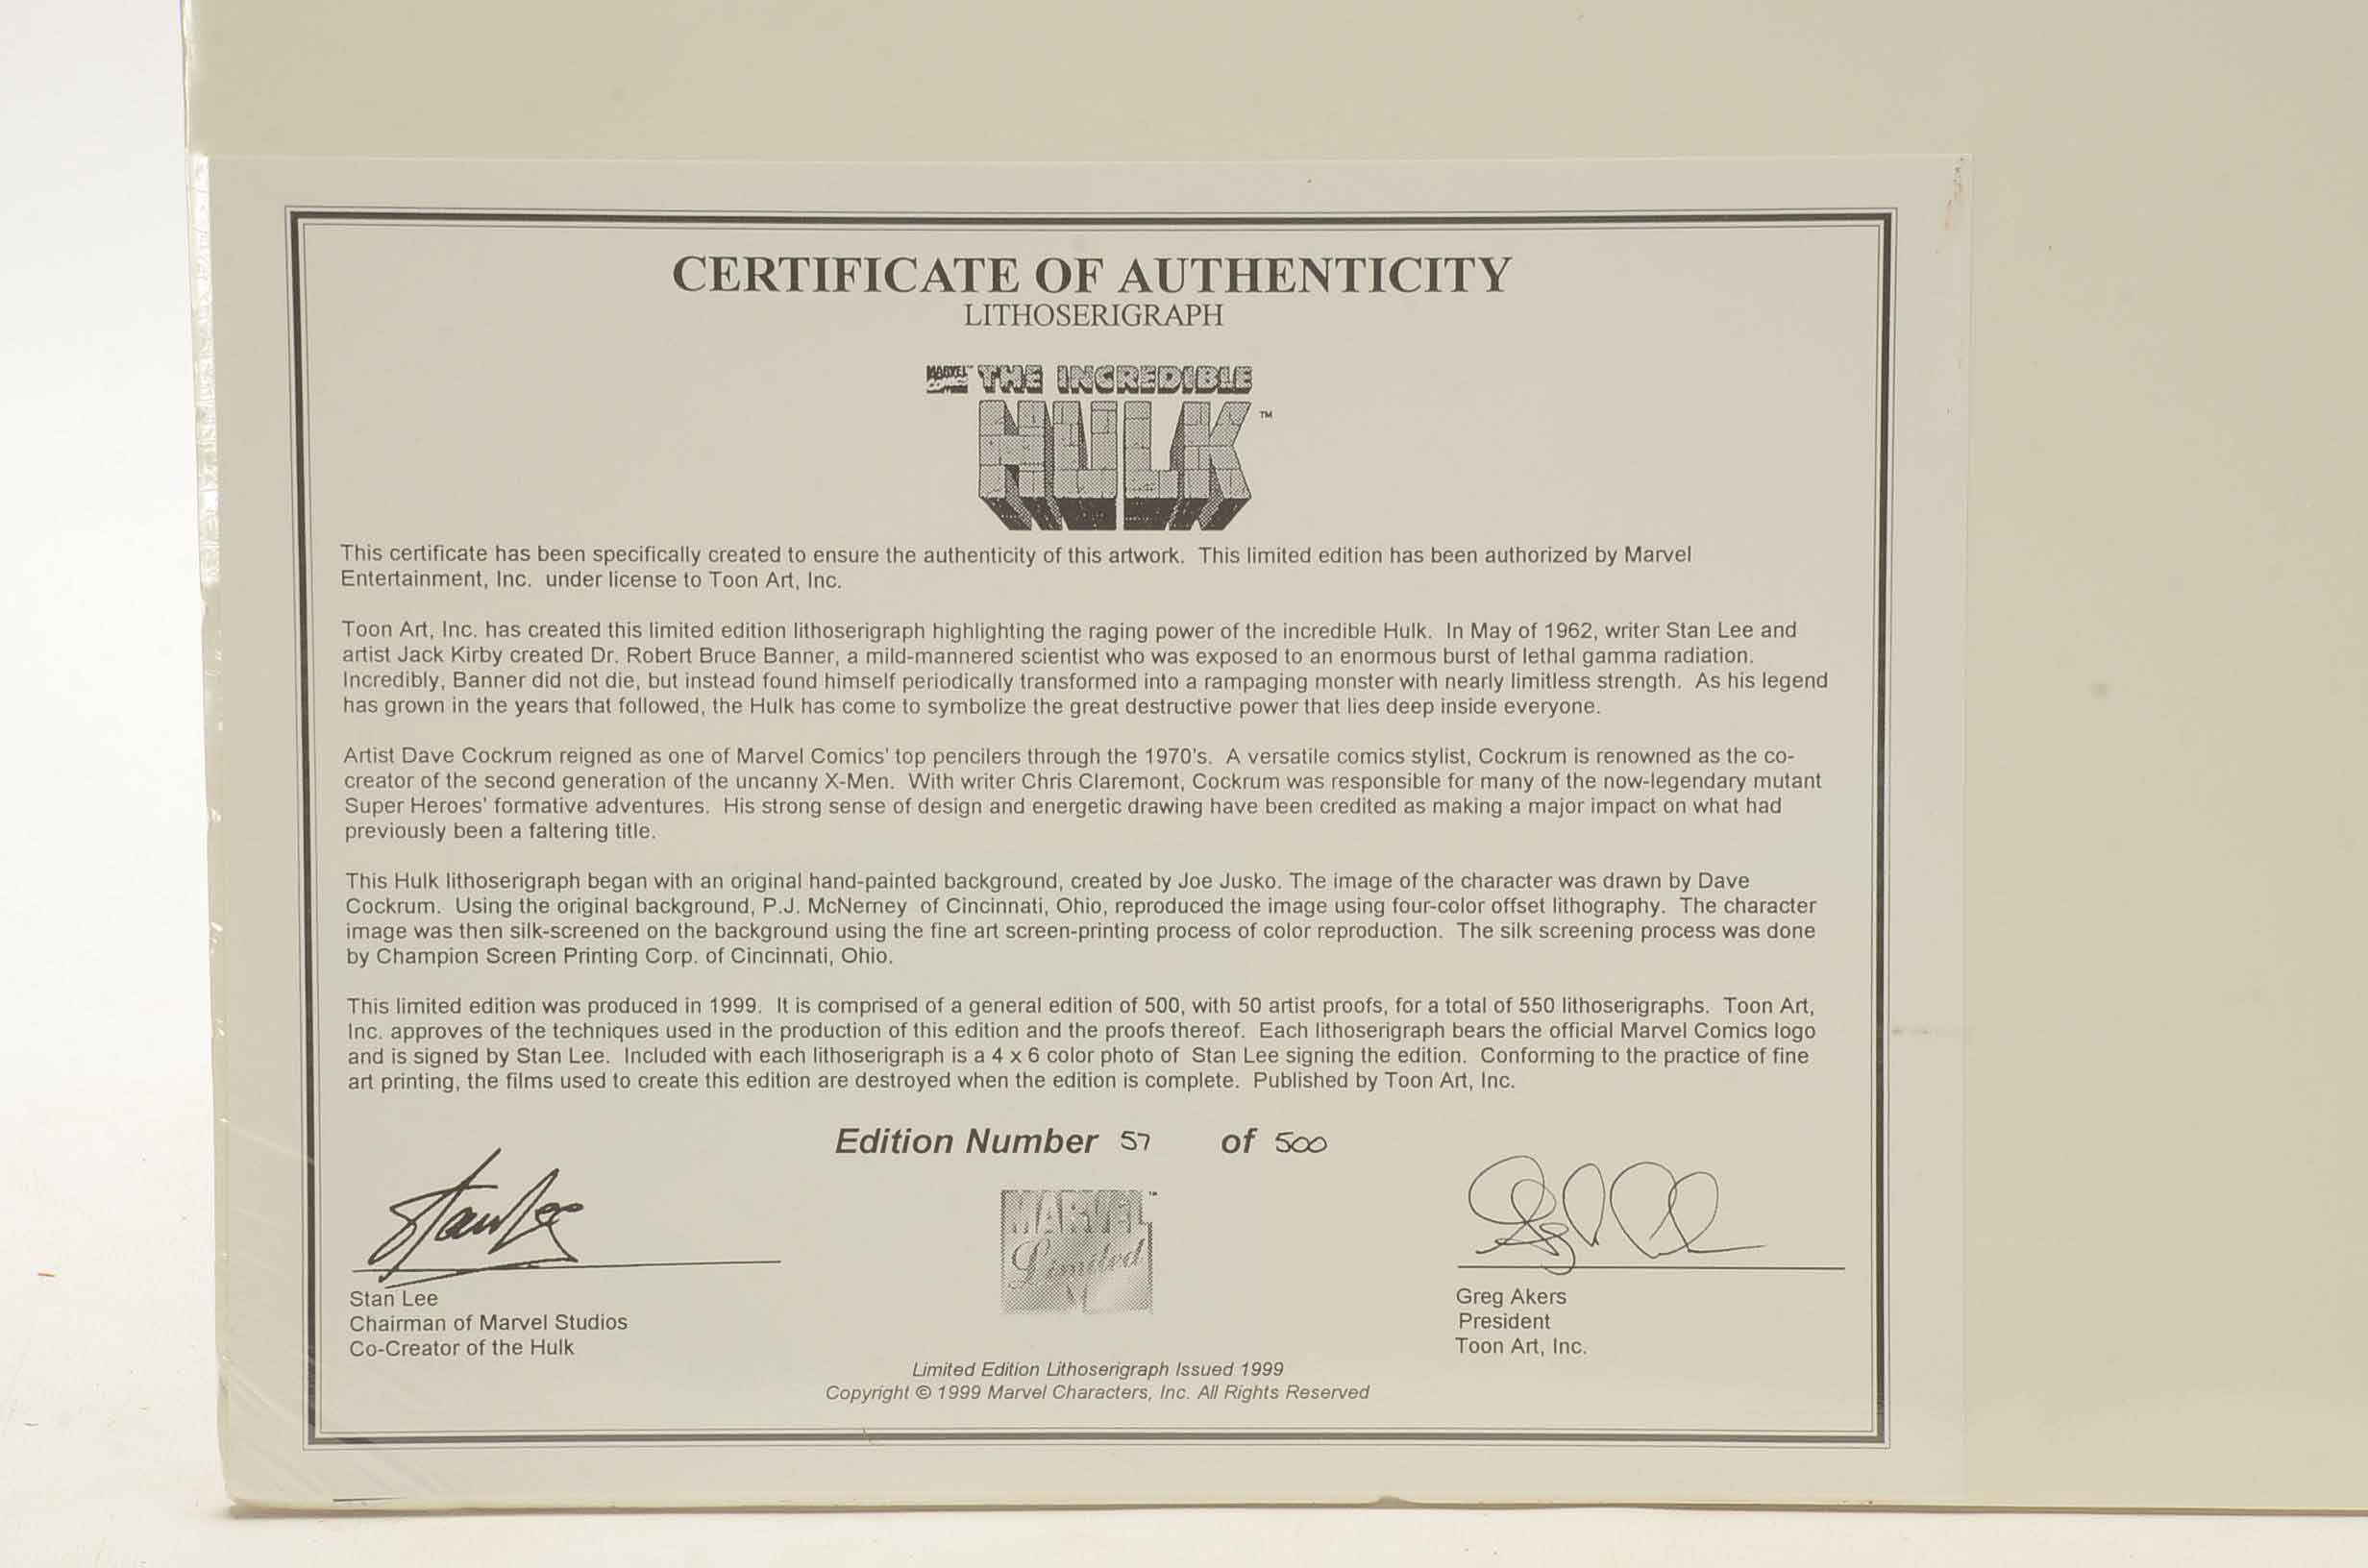 CERTIFICATE OF AUTHENTICITY
LITHOSERIGRAPH
MARVEL COMICS™ THE INCREDIBLE
HULK™
This certificate has been specifically created to ensure the authenticity of this artwork. This limited edition has been authorized by Marvel
Entertainment, Inc. under license to Toon Art, Inc.
Toon Art, Inc. has created this limited edition lithoserigraph highlighting the raging power of the incredible Hulk. In May of 1962, writer Stan Lee and
artist Jack Kirby created Dr. Robert Bruce Banner, a mild-mannered scientist who was exposed to an enormous burst of lethal gamma radiation.
Incredibly, Banner did not die, but instead found himself periodically transformed into a rampaging monster with nearly limitless strength. As his legend
has grown in the years that followed, the Hulk has come to symbolize the great destructive power that lies deep inside everyone.
Artist Dave Cockrum reigned as one of Marvel Comics' top pencilers through the 1970's. A versatile comics stylist, Cockrum is renowned as the co-
creator of the second generation of the uncanny X-Men. With writer Chris Claremont, Cockrum was responsible for many of the now-legendary mutant
Super Heroes' formative adventures. His strong sense of design and energetic drawing have been credited as making a major impact on what had
previously been a faltering title.
This Hulk lithoserigraph began with an original hand-painted background, created by Joe Jusko. The image of the character was drawn by Dave
Cockrum. Using the original background, P.J. McNerney of Cincinnati, Ohio, reproduced the image using four-color offset lithography. The character
image was then silk-screened on the background using the fine art screen-printing process of color reproduction. The silk screening process was done
by Champion Screen Printing Corp. of Cincinnati, Ohio.
This limited edition was produced in 1999. It is comprised of a general edition of 500, with 50 artist proofs, for a total of 550 lithoserigraphs. Toon Art,
Inc. approves of the techniques used in the production of this edition and the proofs thereof. Each lithoserigraph bears the official Marvel Comics logo
and is signed by Stan Lee. Included with each lithoserigraph is a 4 x 6 color photo of Stan Lee signing the edition. Conforming to the practice of fine
art printing, the films used to create this edition are destroyed when the edition is complete. Published by Toon Art, Inc.
Edition Number 57 of 500
Stan Lee
MARVEL™
Limited
Stan Lee
Chairman of Marvel Studios
Co-Creator of the Hulk
Greg Akers
President
Toon Art, Inc.
Limited Edition Lithoserigraph Issued 1999
Copyright © 1999 Marvel Characters, Inc. All Rights Reserved